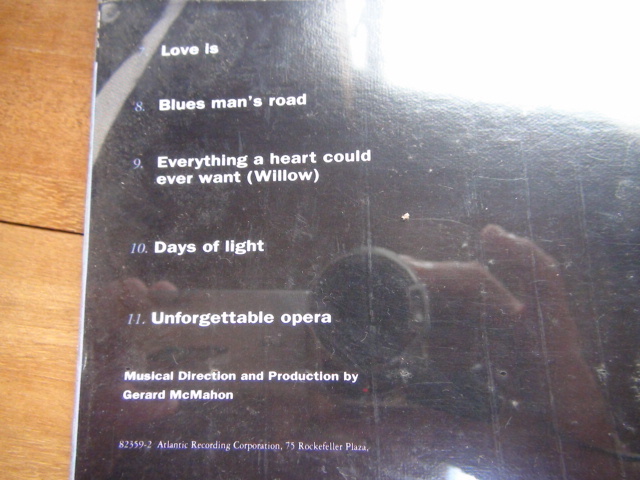 7. Love is
8. Blues man's road
9. Everything a heart could
ever want (Willow)
10. Days of light
11. Unforgettable opera
Musical Direction and Production by
Gerard McMahon
82359-2 Atlantic Recording Corporation, 75 Rockefeller Plaza,